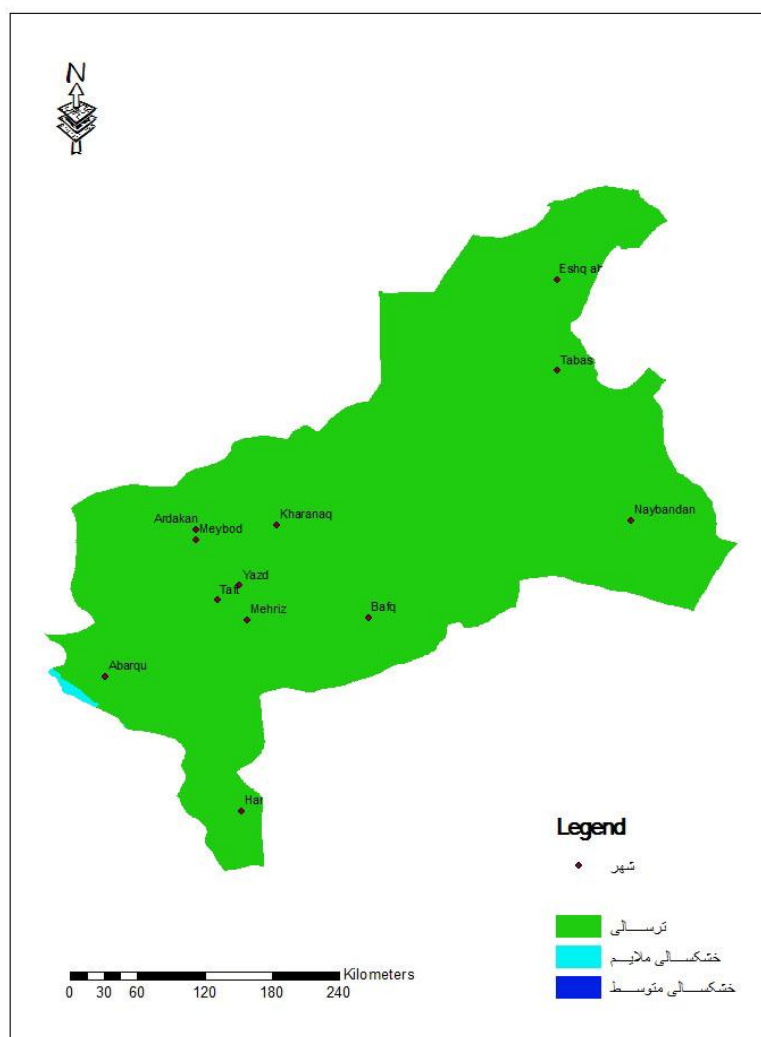 N
Eshq ab
Tabas
Naybandan
Kharanaq
Ardakan
Meybod
Yazd
Taft
Mehriz
Bafq
Abarqu
Har
Legend
شهر
ترسالی
خشکسالی ملایم
خشکسالی متوسط
Kilometers
0 30 60 120 180 240